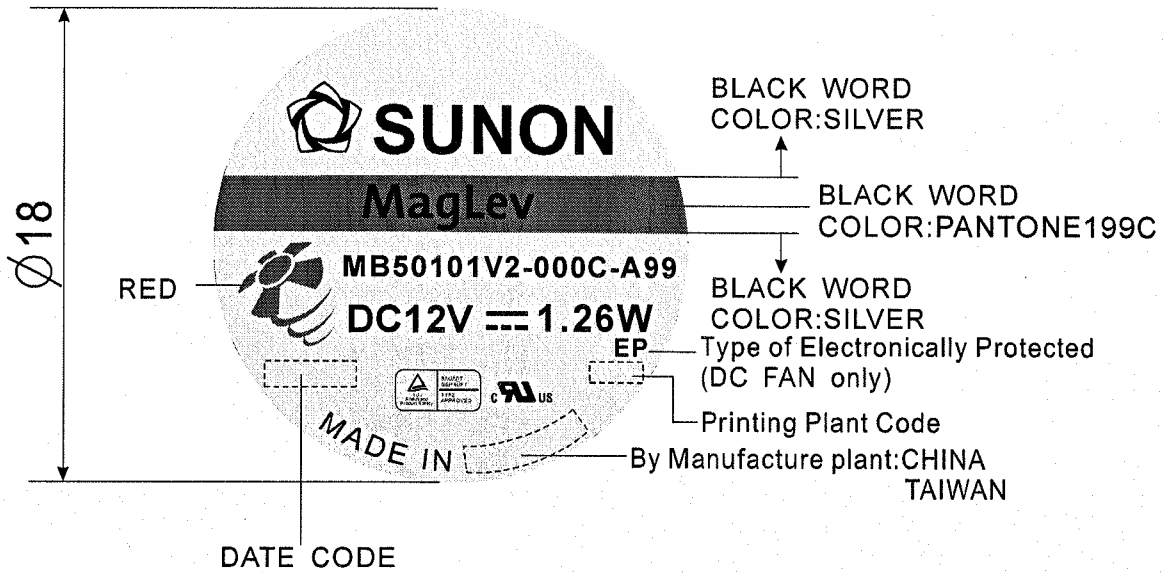 SUNON
MagLev
MB50101V2-000C-A99
DC12V ⎓ 1.26W
EP
C US
MADE IN
Ø18
RED
DATE CODE
BLACK WORD
COLOR:SILVER
BLACK WORD
COLOR:PANTONE199C
BLACK WORD
COLOR:SILVER
Type of Electronically Protected
(DC FAN only)
Printing Plant Code
By Manufacture plant:CHINA
TAIWAN